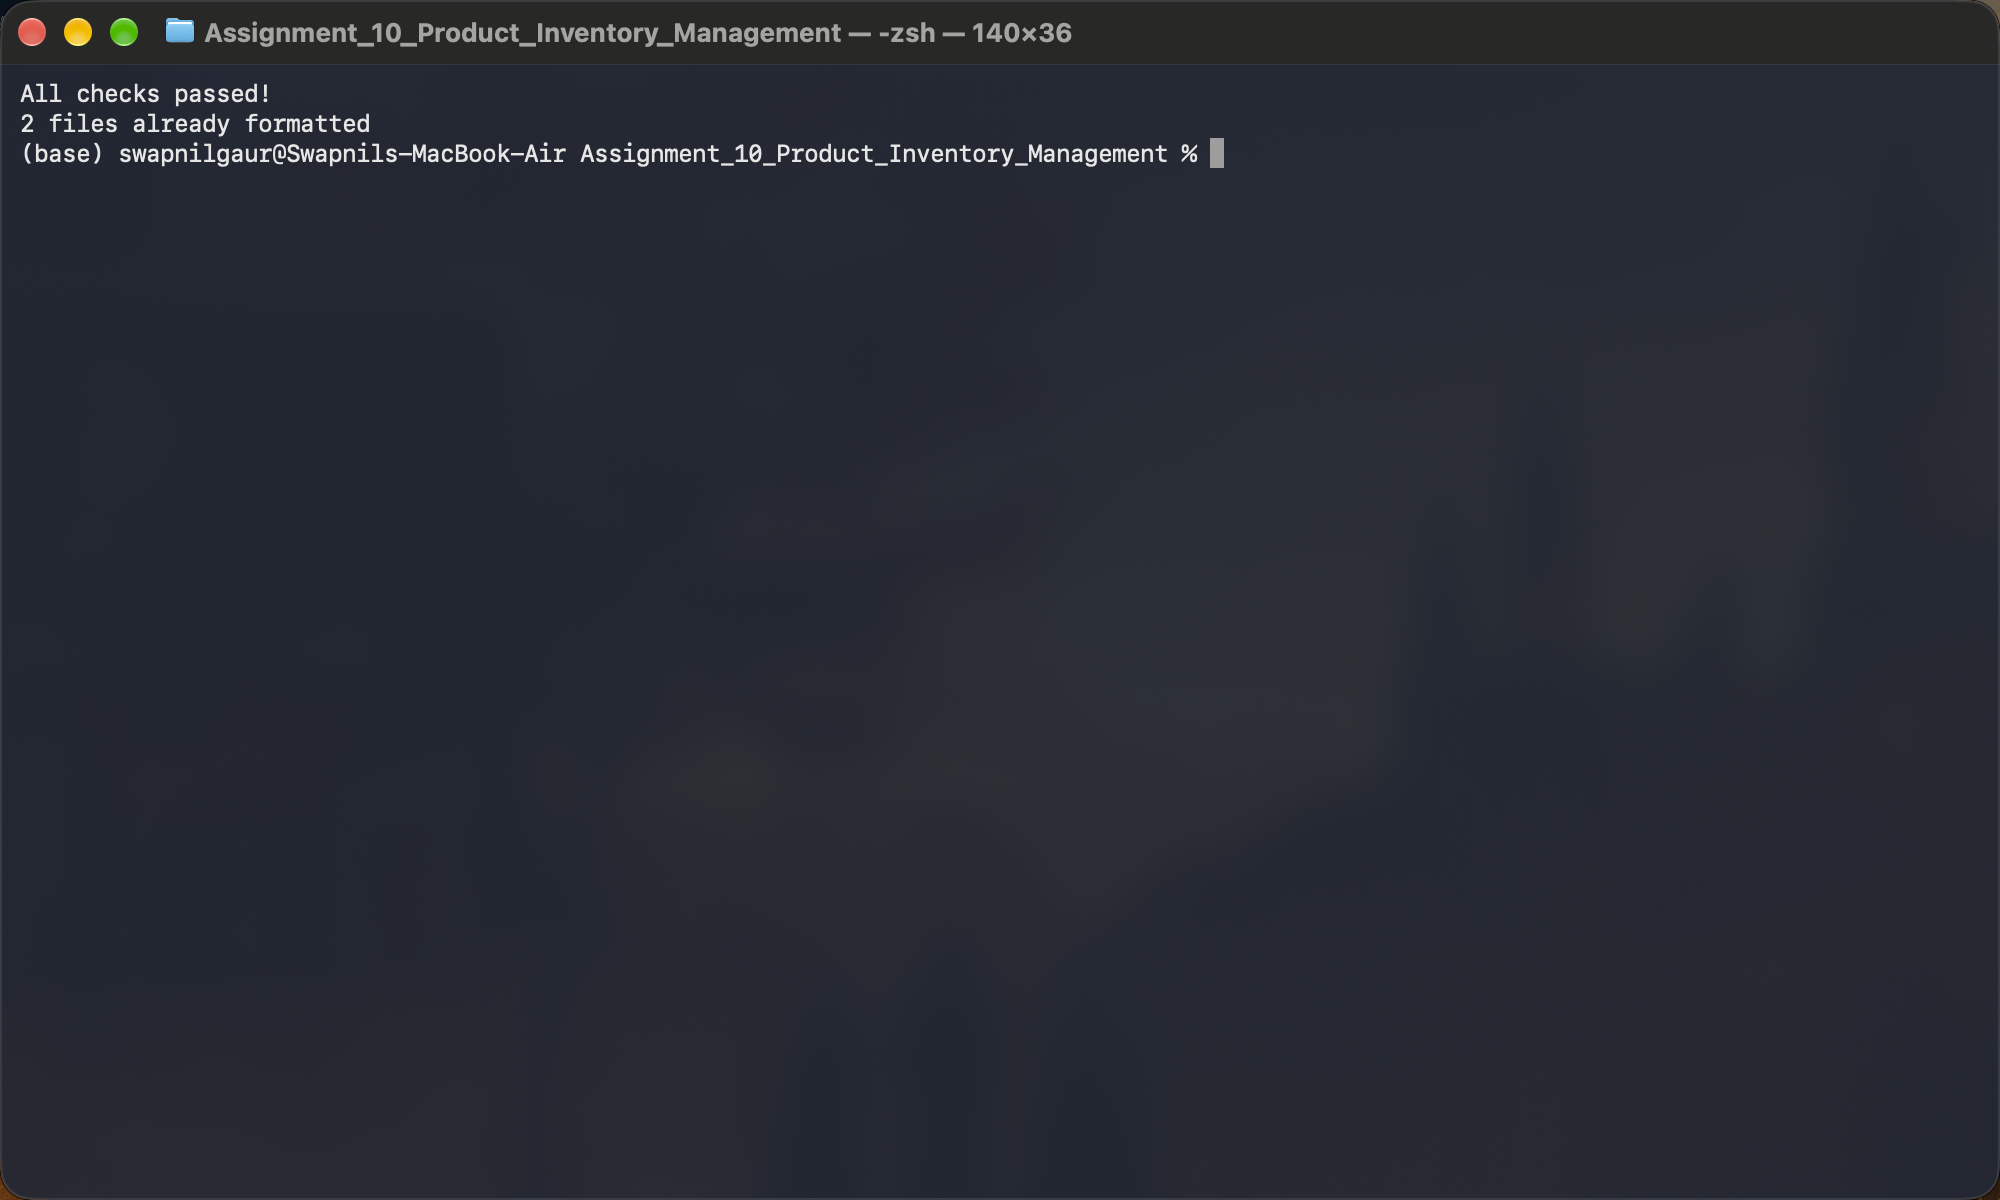 Assignment_10_Product_Inventory_Management — -zsh — 140×36
All checks passed!
2 files already formatted
(base) swapnilgaur@Swapnils-MacBook-Air Assignment_10_Product_Inventory_Management %